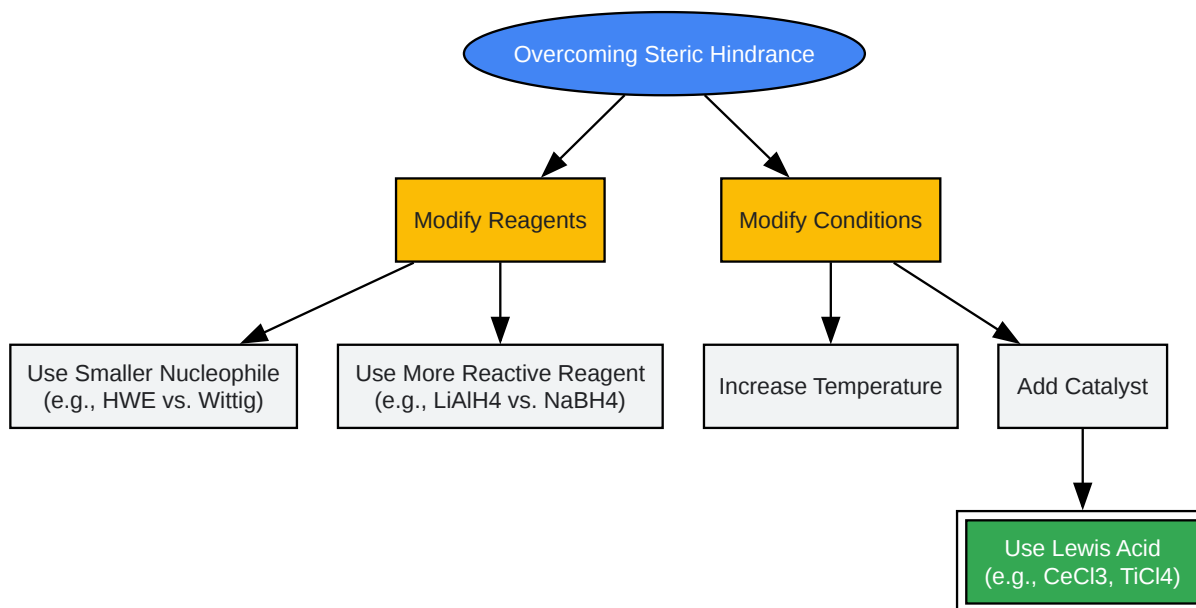 Overcoming Steric Hindrance
Modify Reagents
Modify Conditions
Use Smaller Nucleophile
(e.g., HWE vs. Wittig)
Use More Reactive Reagent
(e.g., LiAlH4 vs. NaBH4)
Increase Temperature
Add Catalyst
Use Lewis Acid
(e.g., CeCl3, TiCl4)